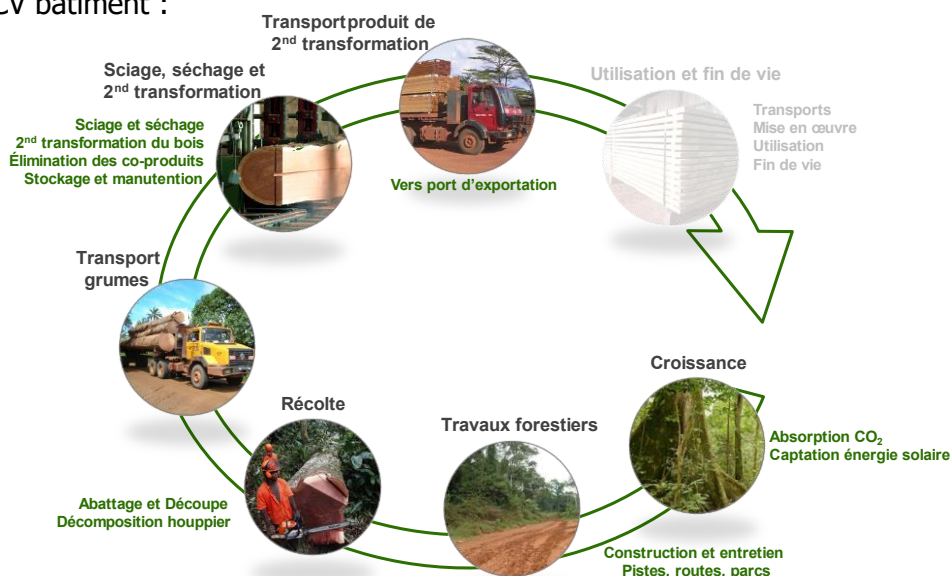 CV bâtiment :
Transport produit de
2nd transformation
Sciage, séchage et
2nd transformation
Sciage et séchage
2nd transformation du bois
Élimination des co-produits
Stockage et manutention
Vers port d'exportation
Utilisation et fin de vie
Transports
Mise en œuvre
Utilisation
Fin de vie
Transport
grumes
Récolte
Abattage et Découpe
Décomposition houppier
Travaux forestiers
Construction et entretien
Pistes, routes, parcs
Croissance
Absorption CO2
Captation énergie solaire